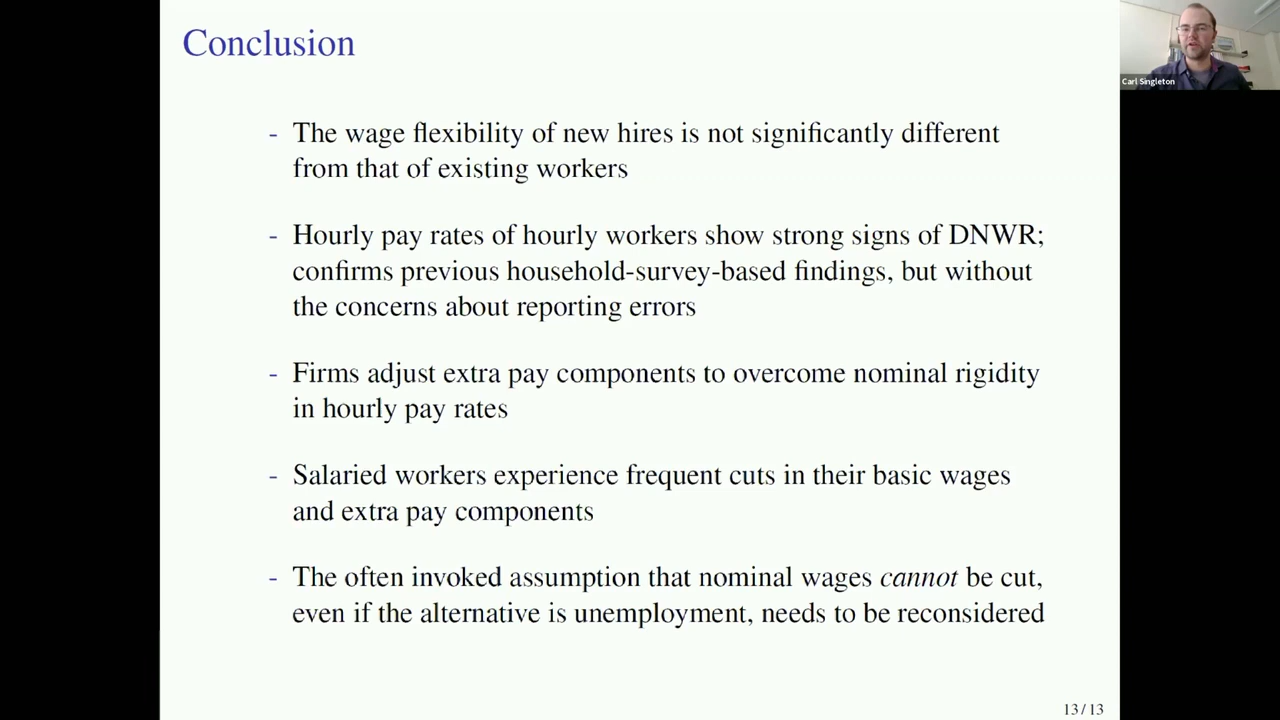 Conclusion
Carl Singleton
- The wage flexibility of new hires is not significantly different
from that of existing workers
- Hourly pay rates of hourly workers show strong signs of DNWR;
confirms previous household-survey-based findings, but without
the concerns about reporting errors
- Firms adjust extra pay components to overcome nominal rigidity
in hourly pay rates
- Salaried workers experience frequent cuts in their basic wages
and extra pay components
- The often invoked assumption that nominal wages cannot be cut,
even if the alternative is unemployment, needs to be reconsidered
13 / 13